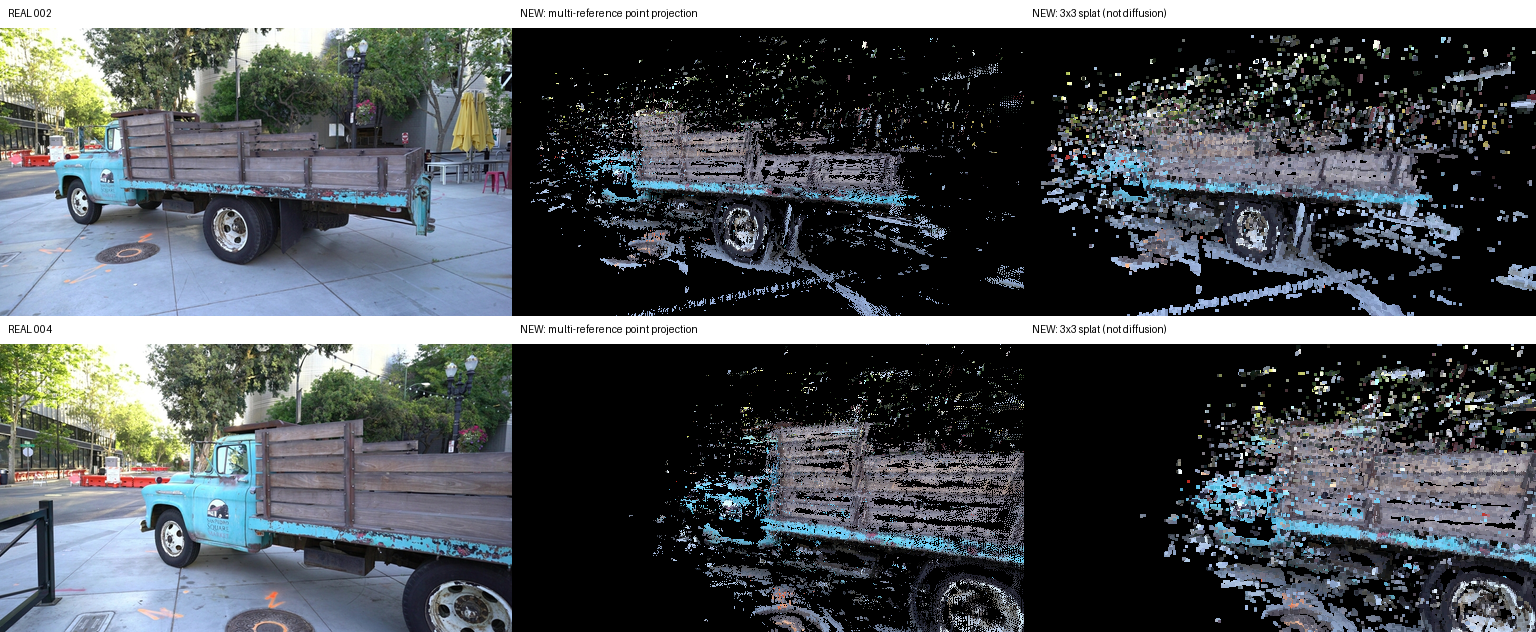 REAL 002
NEW: multi-reference point projection
NEW: 3x3 splat (not diffusion)
REAL 004
NEW: multi-reference point projection
NEW: 3x3 splat (not diffusion)
SQUARE